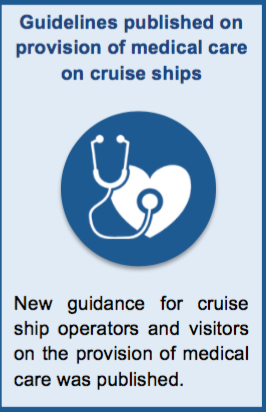 Guidelines published on
provision of medical care
on cruise ships
New guidance for cruise
ship operators and visitors
on the provision of medical
care was published.